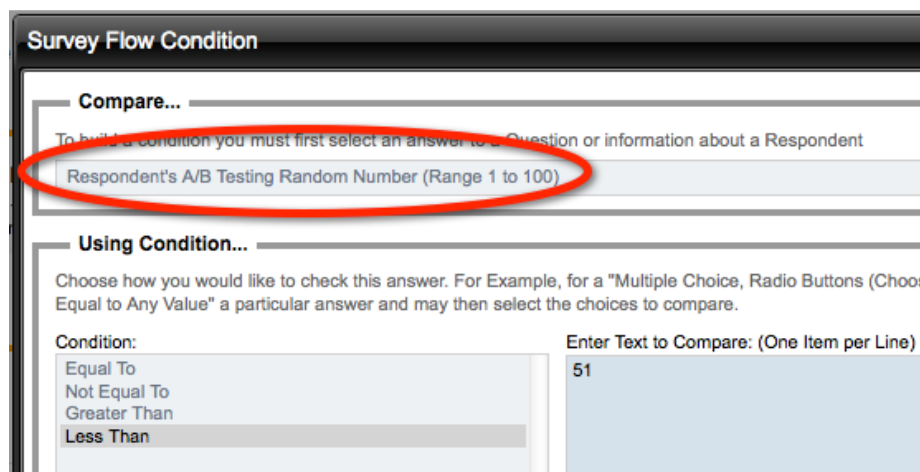 Survey Flow Condition
Compare...
To build a condition you must first select an answer to a Question or information about a Respondent
Respondent's A/B Testing Random Number (Range 1 to 100)
Using Condition...
Choose how you would like to check this answer. For Example, for a "Multiple Choice, Radio Buttons (Choos
Equal to Any Value" a particular answer and may then select the choices to compare.
Condition:
Equal To
Not Equal To
Greater Than
Less Than
Enter Text to Compare: (One Item per Line)
51